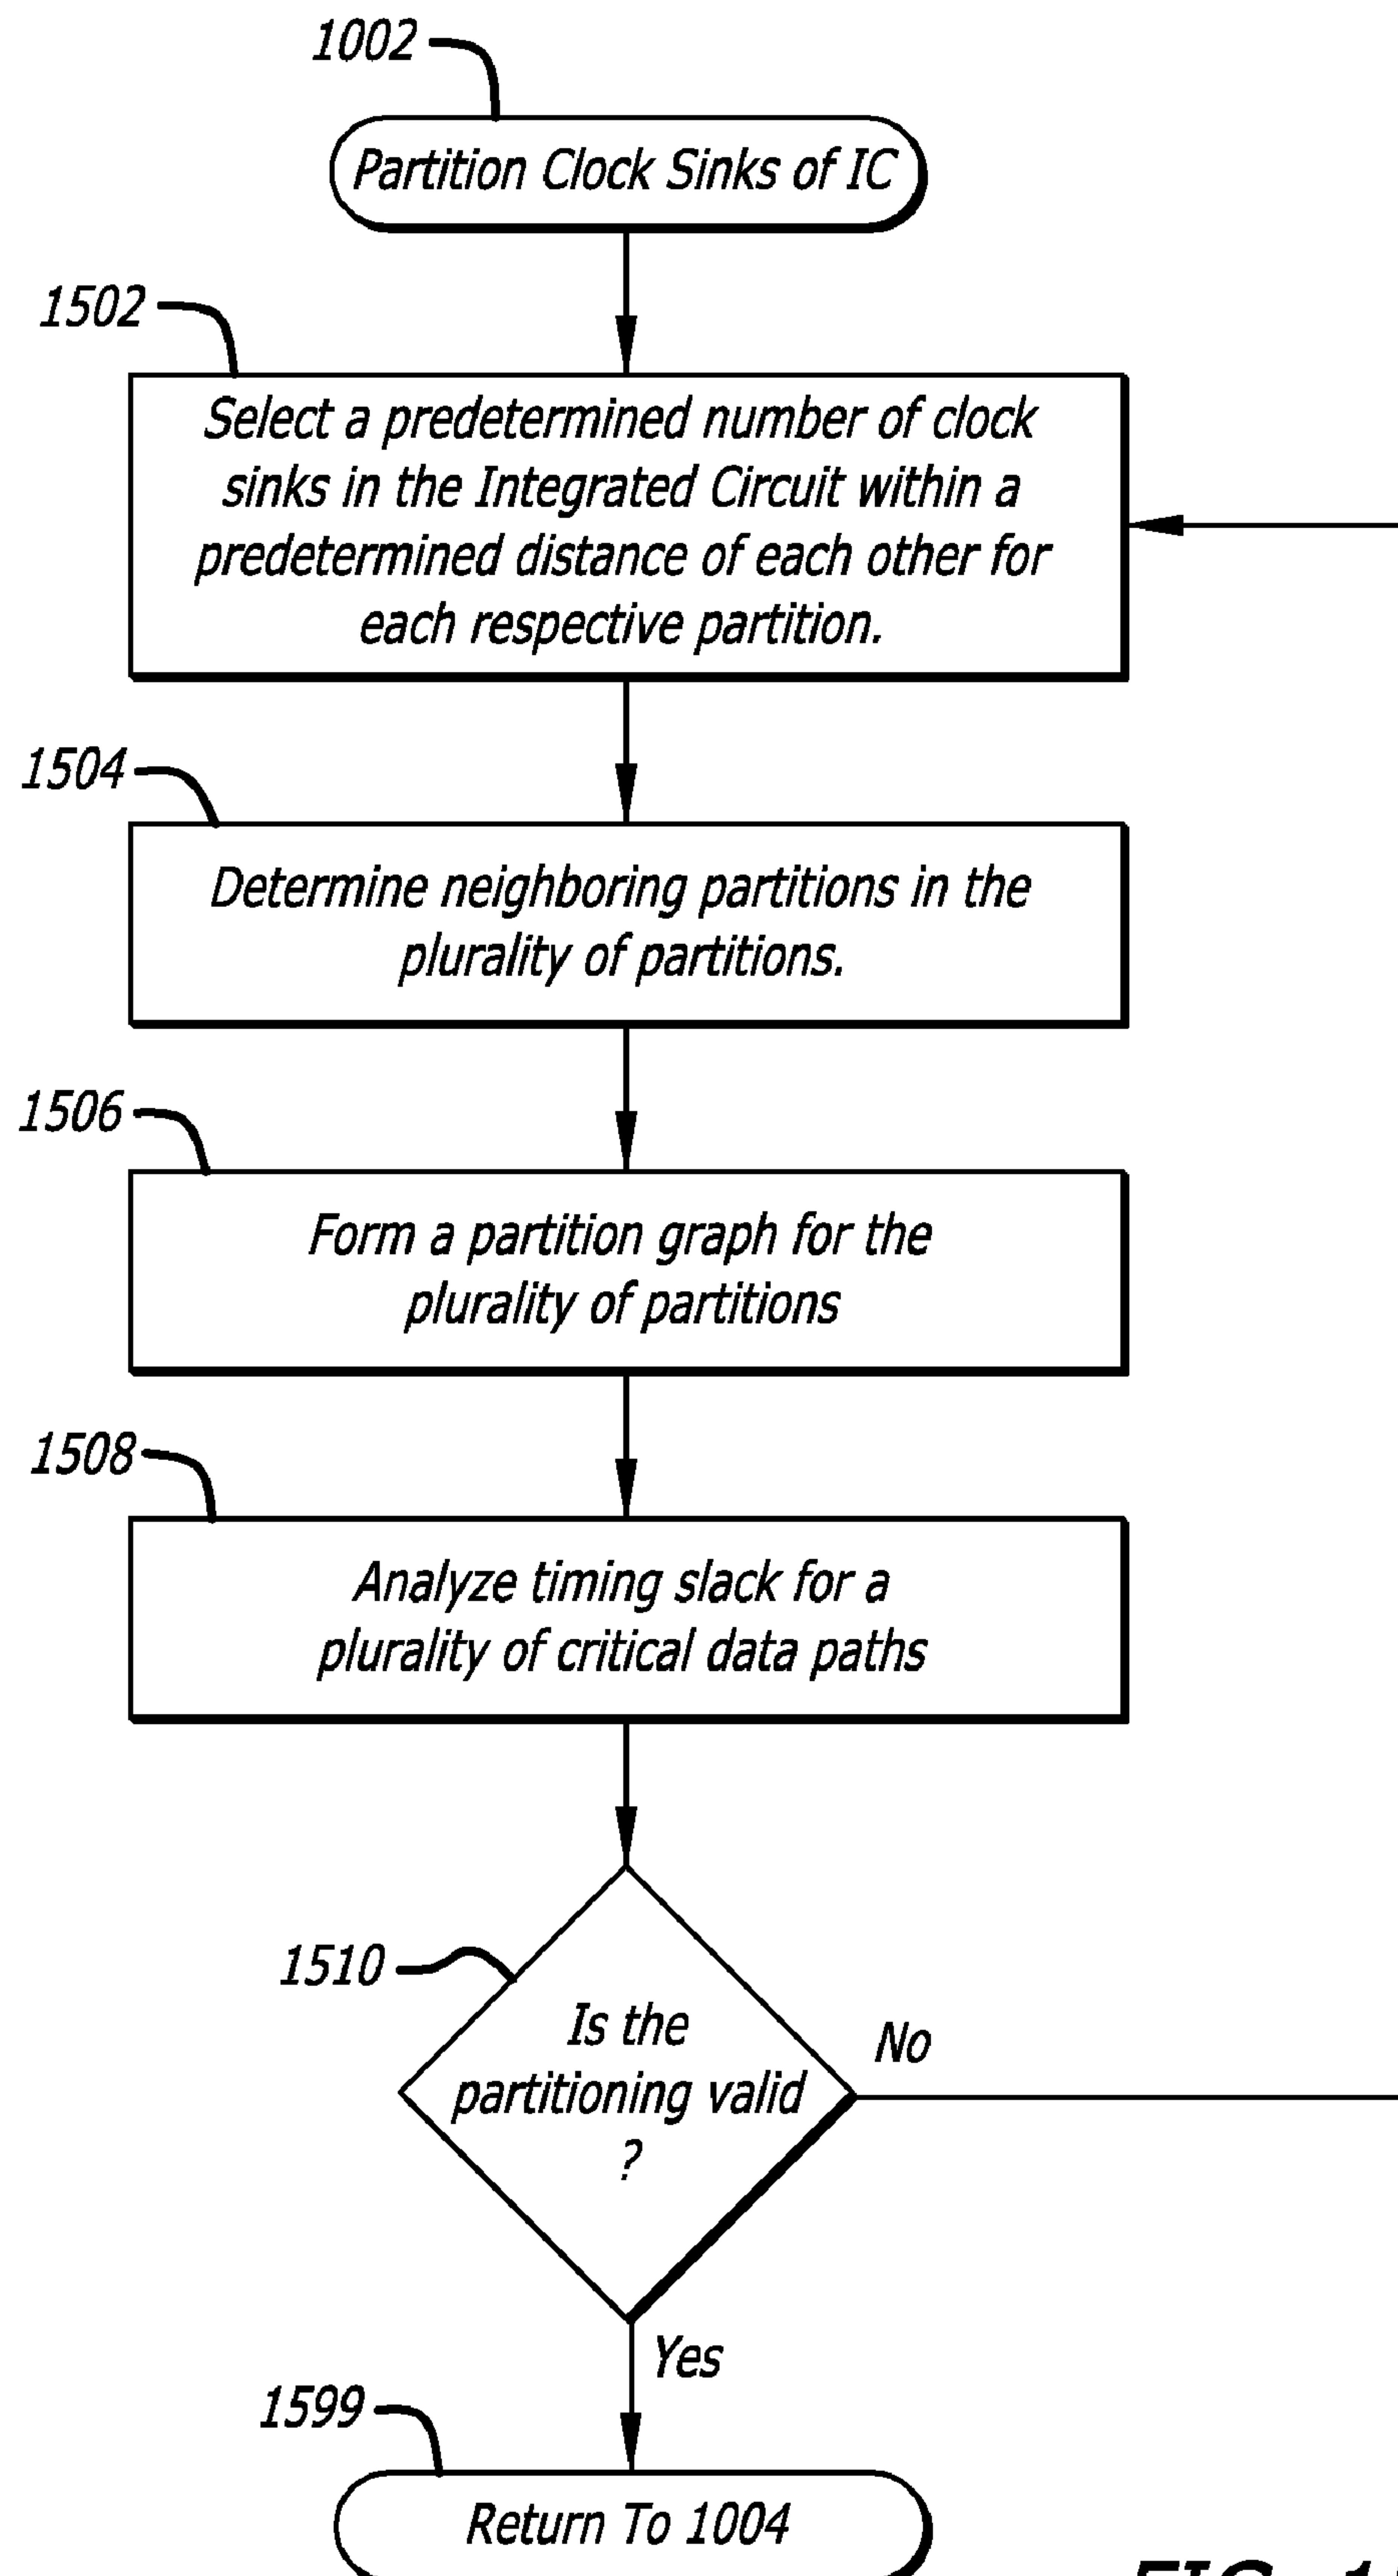 1002
Partition Clock Sinks of IC
1502
Select a predetermined number of clock
sinks in the Integrated Circuit within a
predetermined distance of each other for
each respective partition.
1504
Determine neighboring partitions in the
plurality of partitions.
1506
Form a partition graph for the
plurality of partitions
1508
Analyze timing slack for a
plurality of critical data paths
1510
Is the
partitioning valid
?
No
Yes
1599
Return To 1004